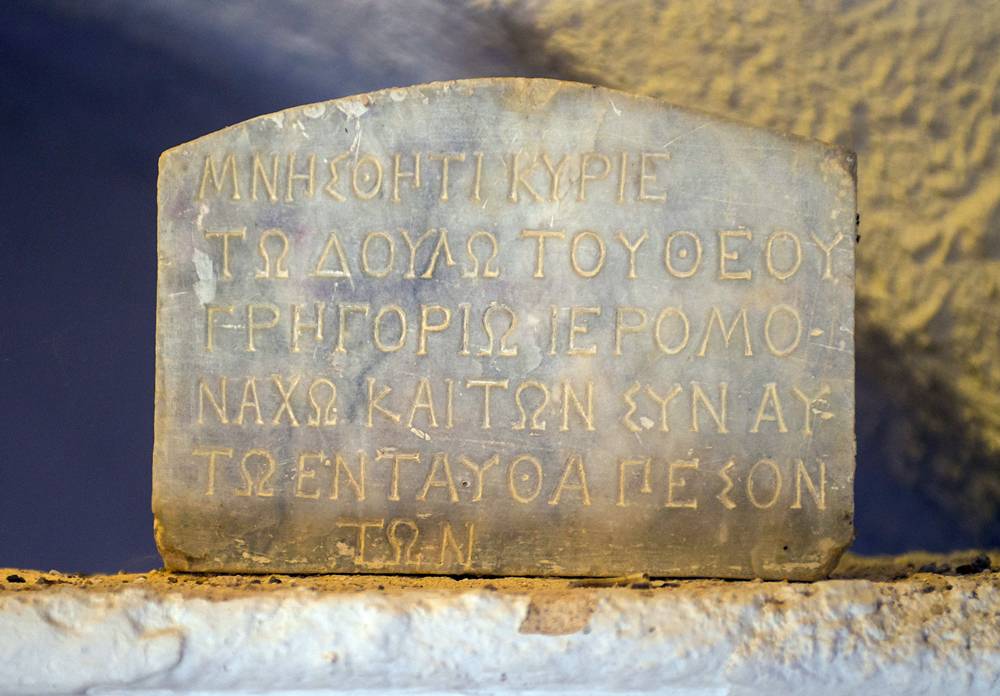 ΜΝΗΣΘΗΤΙ ΚΥΡΙΕ
ΤΩ ΔΟΥΛΩ ΤΟΥ ΘΕΟΥ
ΓΡΗΓΟΡΙΩ ΙΕΡΟΜΟ-
ΝΑΧΩ ΚΑΙ ΤΩΝ ΣΥΝ ΑΥ
ΤΩ ΕΝΤΑΥΘΑ ΠΕΣΟΝ
ΤΩΝ